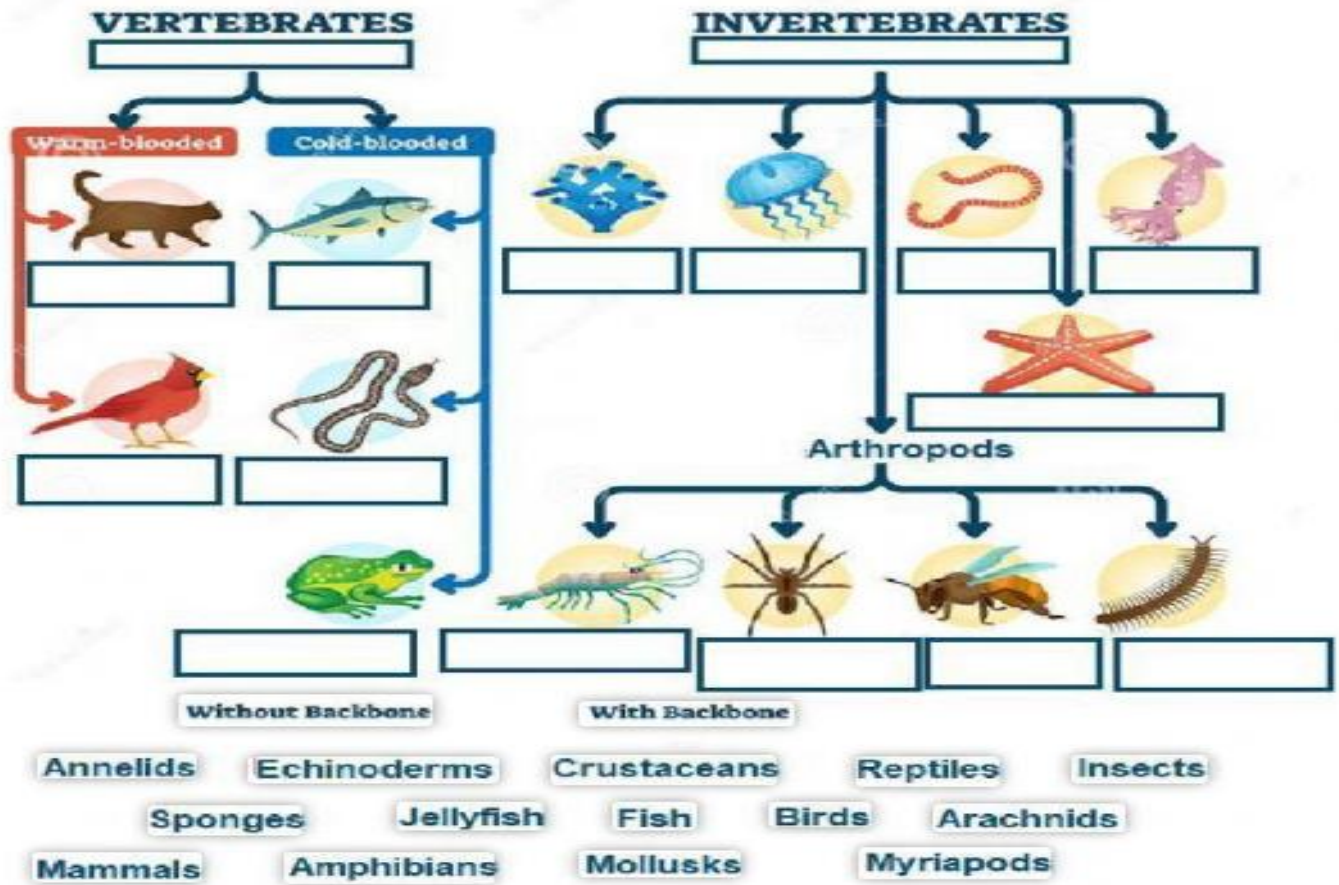 VERTEBRATES INVERTEBRATES
Warm-blooded Cold-blooded
Arthropods
Without Backbone With Backbone
Annelids Echinoderms Crustaceans Reptiles Insects
Sponges Jellyfish Fish Birds Arachnids
Mammals Amphibians Mollusks Myriapods